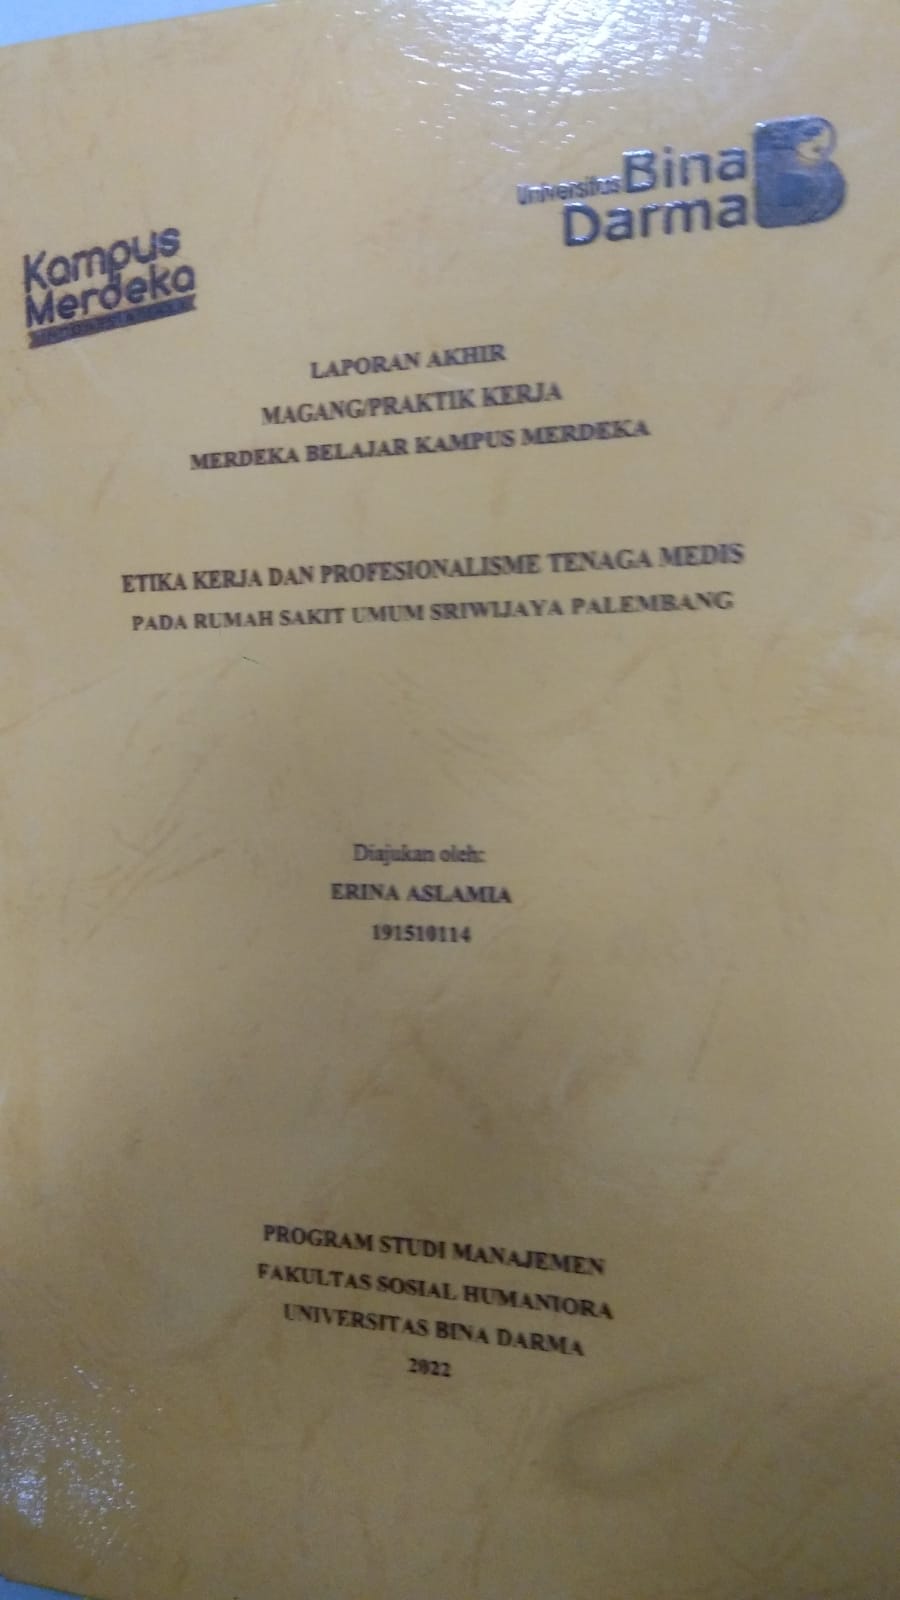 Kampus
Merdeka
Universitas Bina
Darma
LAPORAN AKHIR
MAGANG/PRAKTIK KERJA
MERDEKA BELAJAR KAMPUS MERDEKA
ETIKA KERJA DAN PROFESIONALISME TENAGA MEDIS
PADA RUMAH SAKIT UMUM SRIWIJAYA PALEMBANG
Diajukan oleh:
ERINA ASLAMIA
191510114
PROGRAM STUDI MANAJEMEN
FAKULTAS SOSIAL HUMANIORA
UNIVERSITAS BINA DARMA
2022